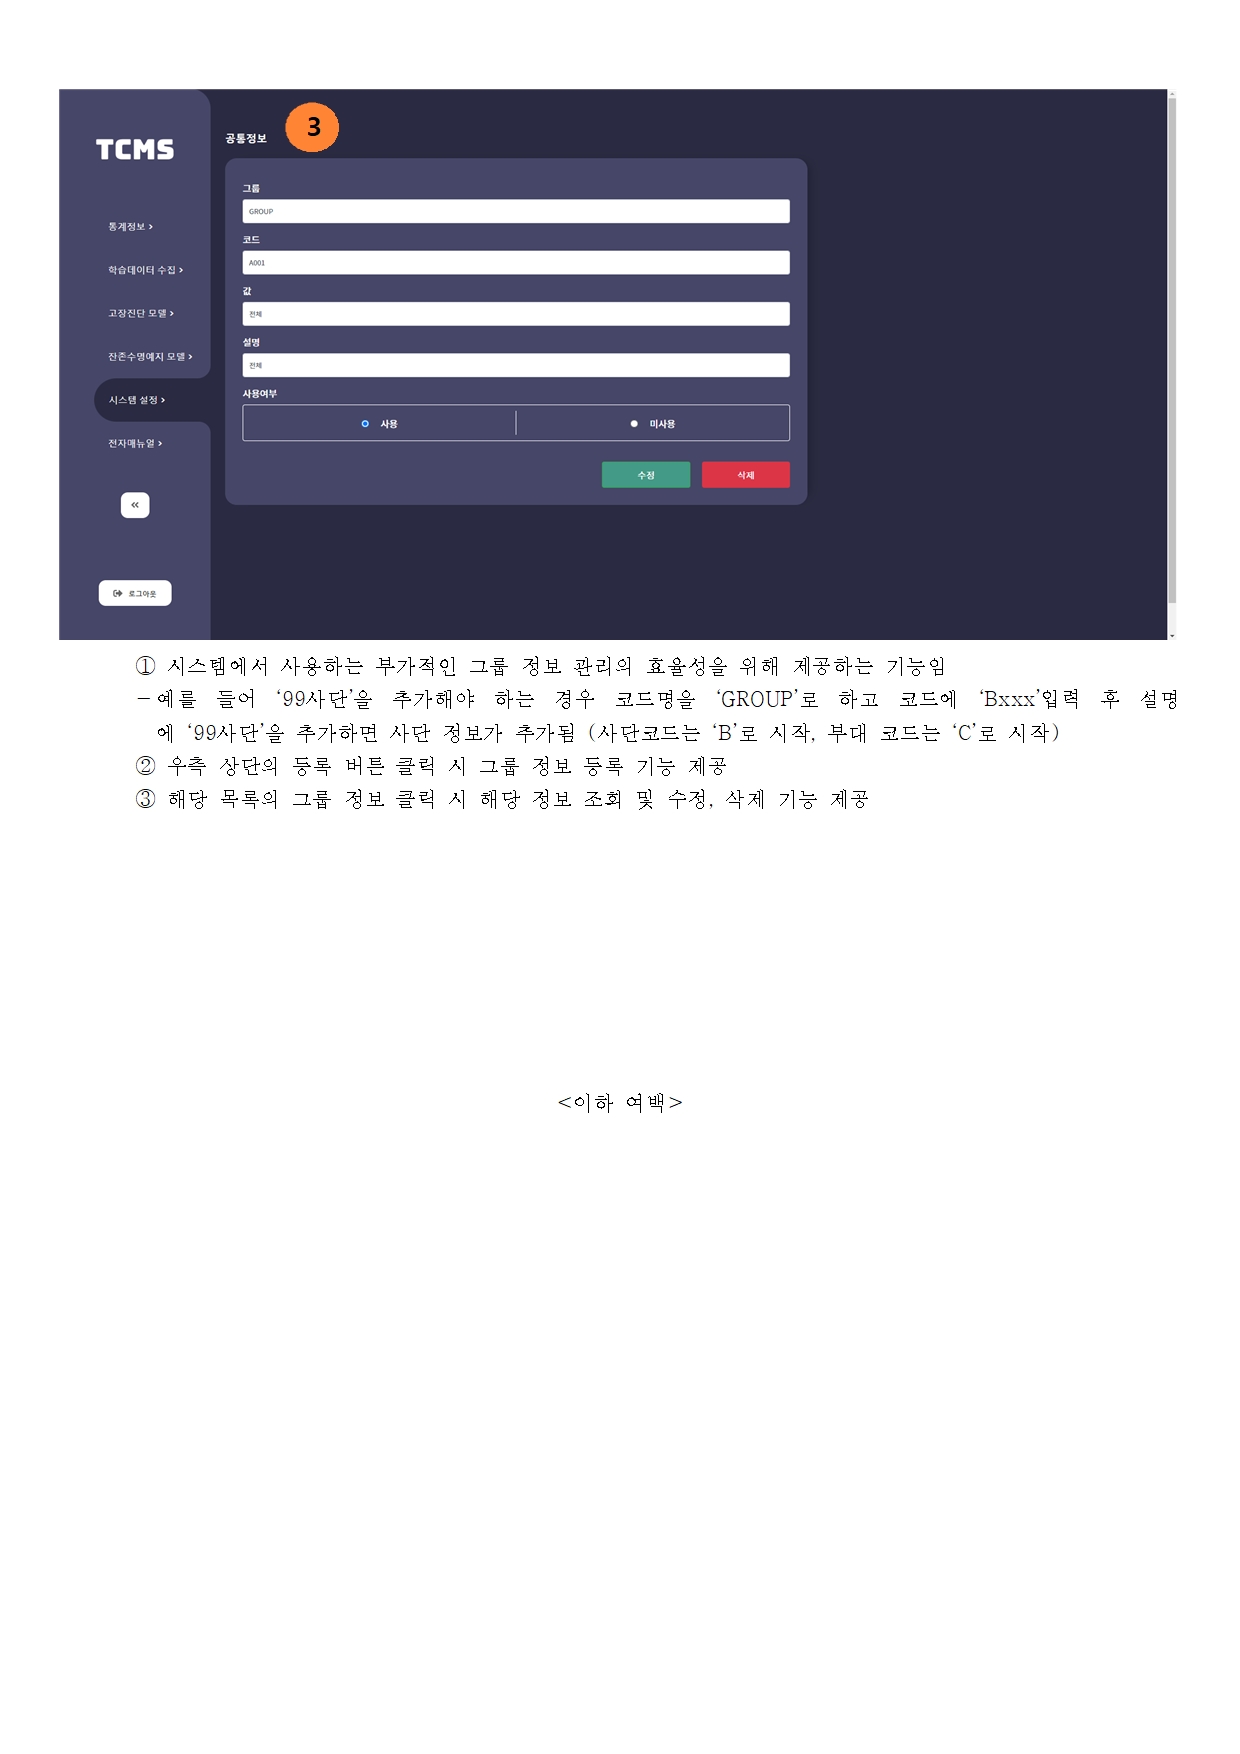 TCMS
통계정보 >
학습데이터 수집 >
고장진단 모델 >
잔존수명예지 모델 >
시스템 설정 >
전자매뉴얼 >
«
로그아웃
공통정보
3
그룹
GROUP
코드
A001
값
전체
설명
전체
사용여부
사용 미사용
수정 삭제
① 시스템에서 사용하는 부가적인 그룹 정보 관리의 효율성을 위해 제공하는 기능임
- 예를 들어 ‘99사단’을 추가해야 하는 경우 코드명을 ‘GROUP’로 하고 코드에 ‘Bxxx’입력 후 설명
에 ‘99사단’을 추가하면 사단 정보가 추가됨 (사단코드는 ‘B’로 시작, 부대 코드는 ‘C’로 시작)
② 우측 상단의 등록 버튼 클릭 시 그룹 정보 등록 기능 제공
③ 해당 목록의 그룹 정보 클릭 시 해당 정보 조회 및 수정, 삭제 기능 제공
<이하 여백>